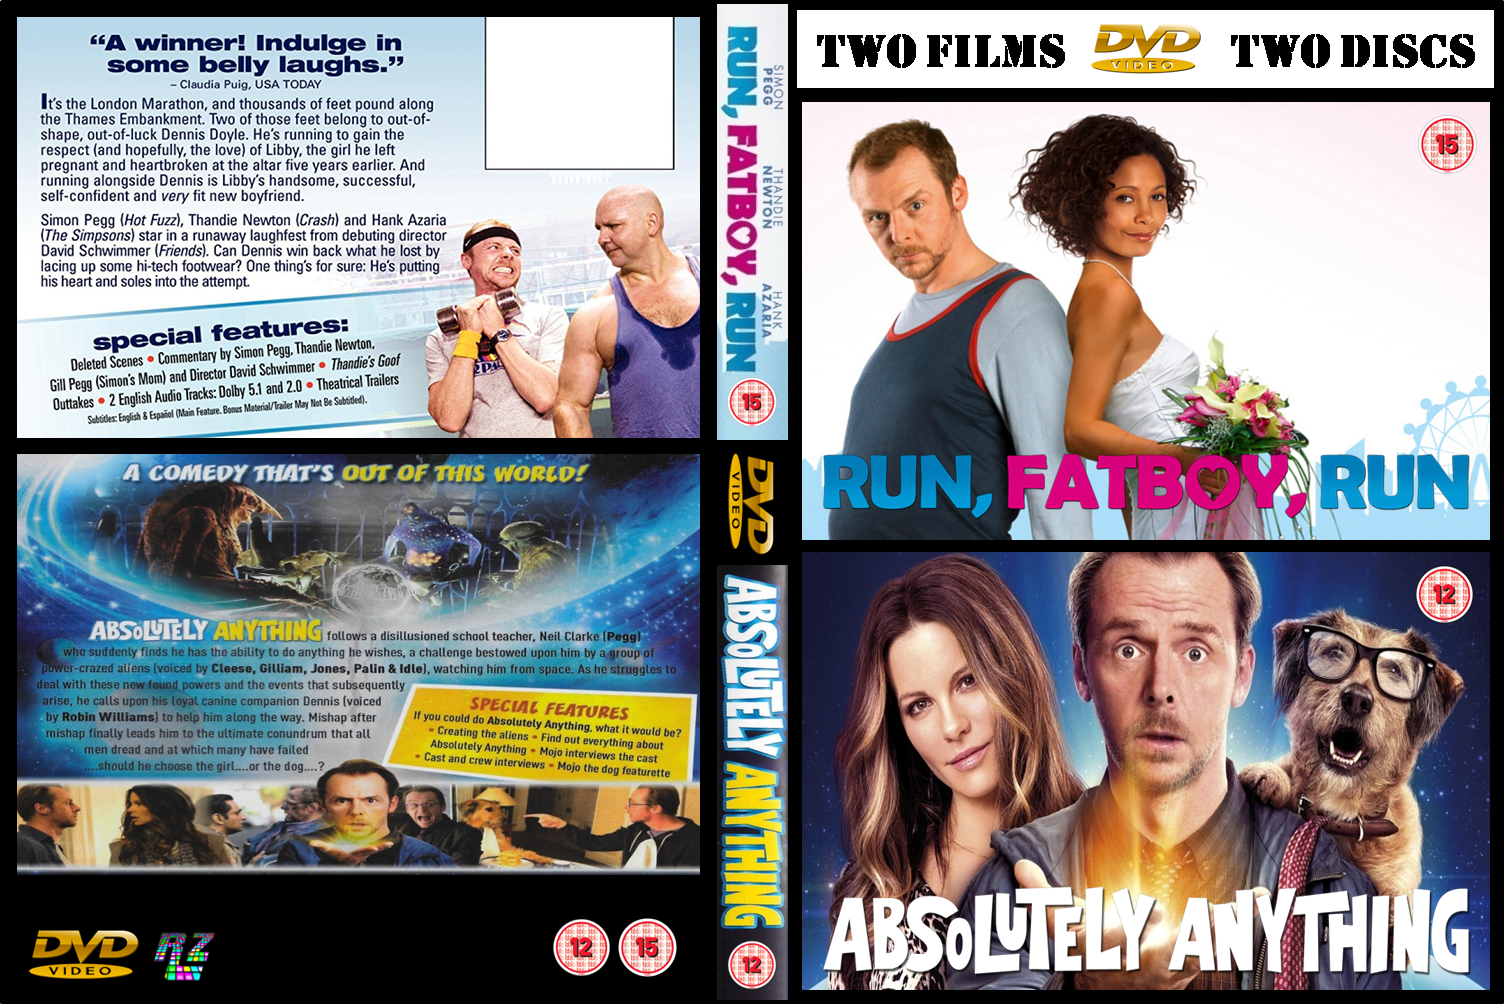 “A winner! Indulge in
some belly laughs.”
– Claudia Puig, USA TODAY
It's the London Marathon, and thousands of feet pound along
the Thames Embankment. Two of those feet belong to out-of-
shape, out-of-luck Dennis Doyle. He's running to gain the
respect (and hopefully, the love) of Libby, the girl he left
pregnant and heartbroken at the altar five years earlier. And
running alongside Dennis is Libby's handsome, successful,
self-confident and very fit new boyfriend.
Simon Pegg (Hot Fuzz), Thandie Newton (Crash) and Hank Azaria
(The Simpsons) star in a runaway laughfest from debuting director
David Schwimmer (Friends). Can Dennis win back what he lost by
lacing up some hi-tech footwear? One thing's for sure: He's putting
his heart and soles into the attempt.
special features:
Deleted Scenes • Commentary by Simon Pegg, Thandie Newton,
Gill Pegg (Simon's Mom) and Director David Schwimmer • Thandie's Goof
Outtakes • 2 English Audio Tracks: Dolby 5.1 and 2.0 • Theatrical Trailers
Subtitles: English & Español (Main Feature. Bonus Material/Trailer May Not Be Subtitled).
A COMEDY THAT'S OUT OF THIS WORLD!
ABSOLUTELY ANYTHING follows a disillusioned school teacher, Neil Clarke (Pegg)
who suddenly finds he has the ability to do anything he wishes, a challenge bestowed upon him by a group of
power-crazed aliens (voiced by Cleese, Gilliam, Jones, Palin & Idle), watching him from space. As he struggles to
deal with these new found powers and the events that subsequently
arise, he calls upon his loyal canine companion Dennis (voiced
by Robin Williams) to help him along the way. Mishap after
mishap finally leads him to the ultimate conundrum that all
men dread and at which many have failed
....should he choose the girl....or the dog....?
SPECIAL FEATURES
If you could do Absolutely Anything, what it would be?
• Creating the aliens • Find out everything about
Absolutely Anything • Mojo interviews the cast
• Cast and crew interviews • Mojo the dog featurette
DVD
VIDEO
RZ
12
15
SIMON
PEGG
THANDIE
NEWTON
HANK
AZARIA
RUN, FATBOY, RUN
15
DVD
VIDEO
ABSOLUTELY ANYTHING
12
TWO FILMS
DVD
VIDEO
TWO DISCS
15
RUN, FATBOY, RUN
12
ABSOLUTELY ANYTHING